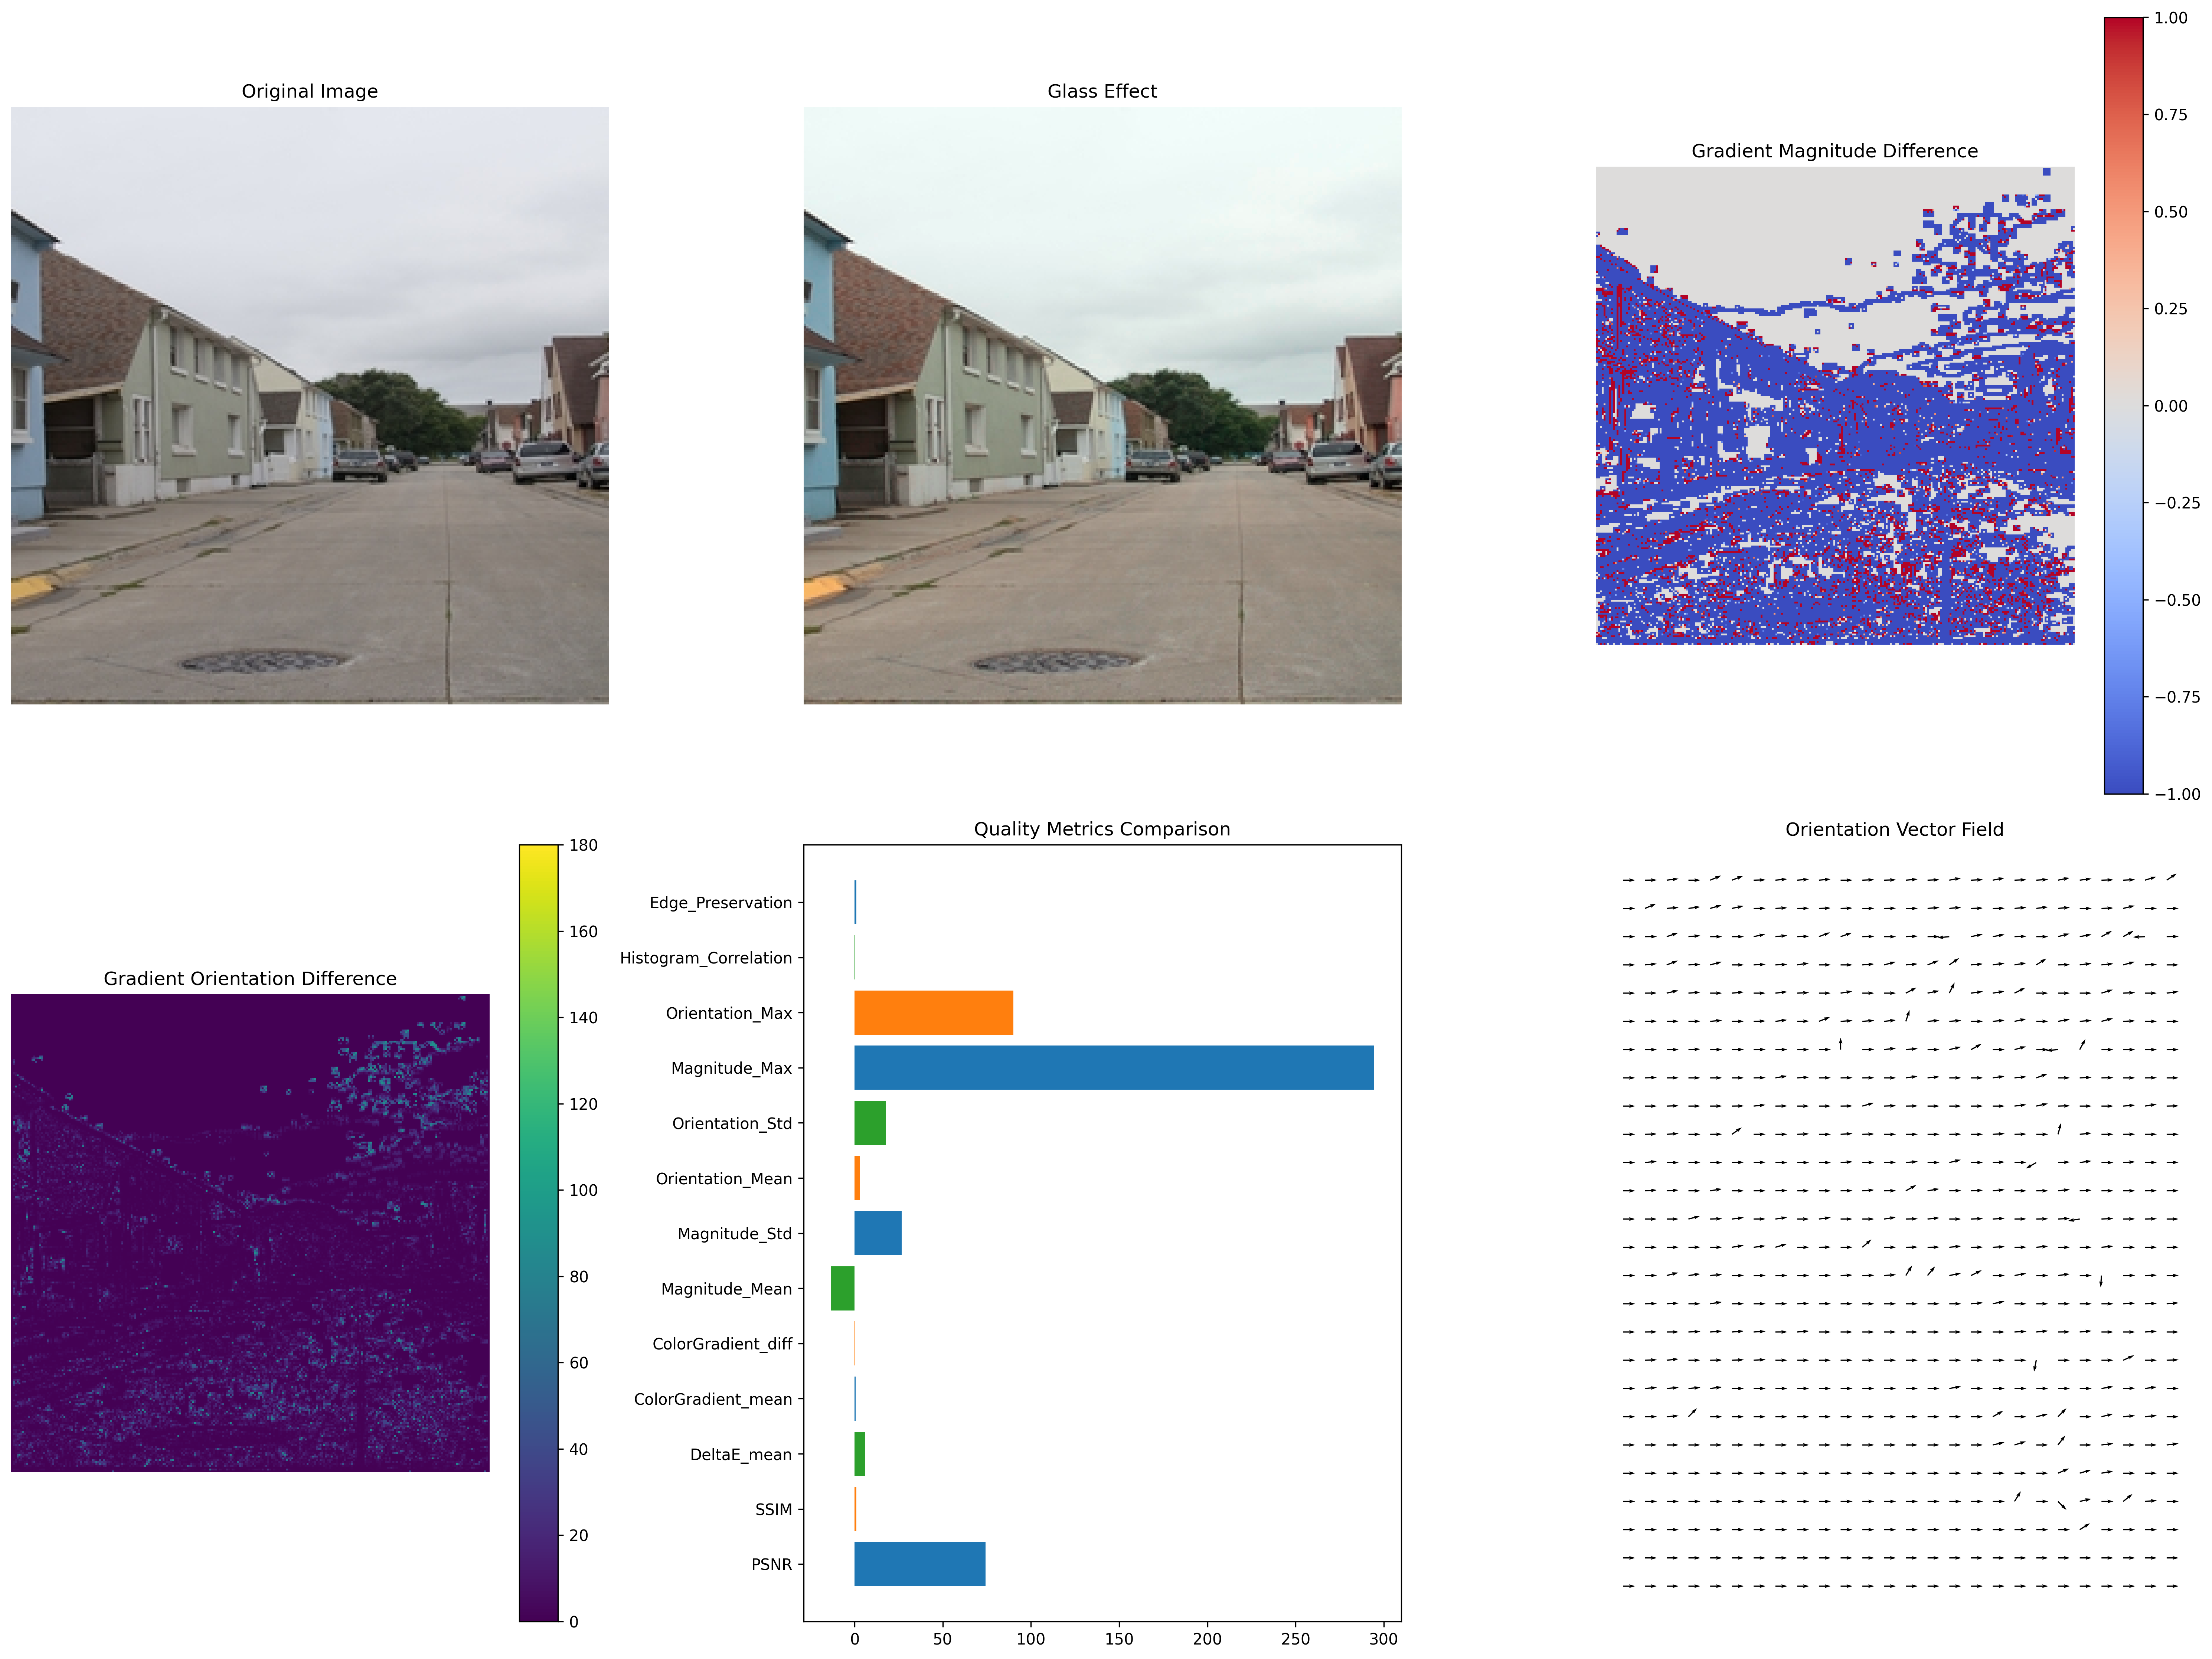 Original Image
Glass Effect
Gradient Magnitude Difference
1.00
0.75
0.50
0.25
0.00
−0.25
−0.50
−0.75
−1.00
Gradient Orientation Difference
180
160
140
120
100
80
60
40
20
0
Quality Metrics Comparison
Edge_Preservation
Histogram_Correlation
Orientation_Max
Magnitude_Max
Orientation_Std
Orientation_Mean
Magnitude_Std
Magnitude_Mean
ColorGradient_diff
ColorGradient_mean
DeltaE_mean
SSIM
PSNR
0 50 100 150 200 250 300
Orientation Vector Field